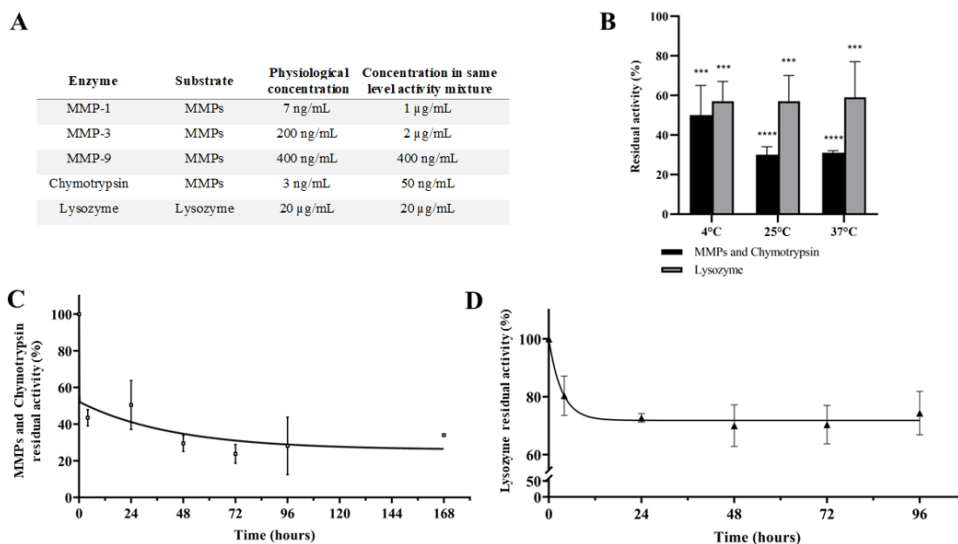 A
Enzyme Substrate Physiological concentration Concentration in same level activity mixture
MMP-1 MMPs 7 ng/mL 1 µg/mL
MMP-3 MMPs 200 ng/mL 2 µg/mL
MMP-9 MMPs 400 ng/mL 400 ng/mL
Chymotrypsin MMPs 3 ng/mL 50 ng/mL
Lysozyme Lysozyme 20 µg/mL 20 µg/mL
B
Residual activity (%)
100
80
60
40
20
0
*** ***
**** ***
**** ***
4°C 25°C 37°C
MMPs and Chymotrypsin
Lysozyme
C
MMPs and Chymotrypsin
residual activity (%)
100
80
60
40
20
0
0 24 48 72 96 120 144 168
Time (hours)
D
Lysozyme residual activity (%)
100
80
60
50
0
0 24 48 72 96
Time (hours)